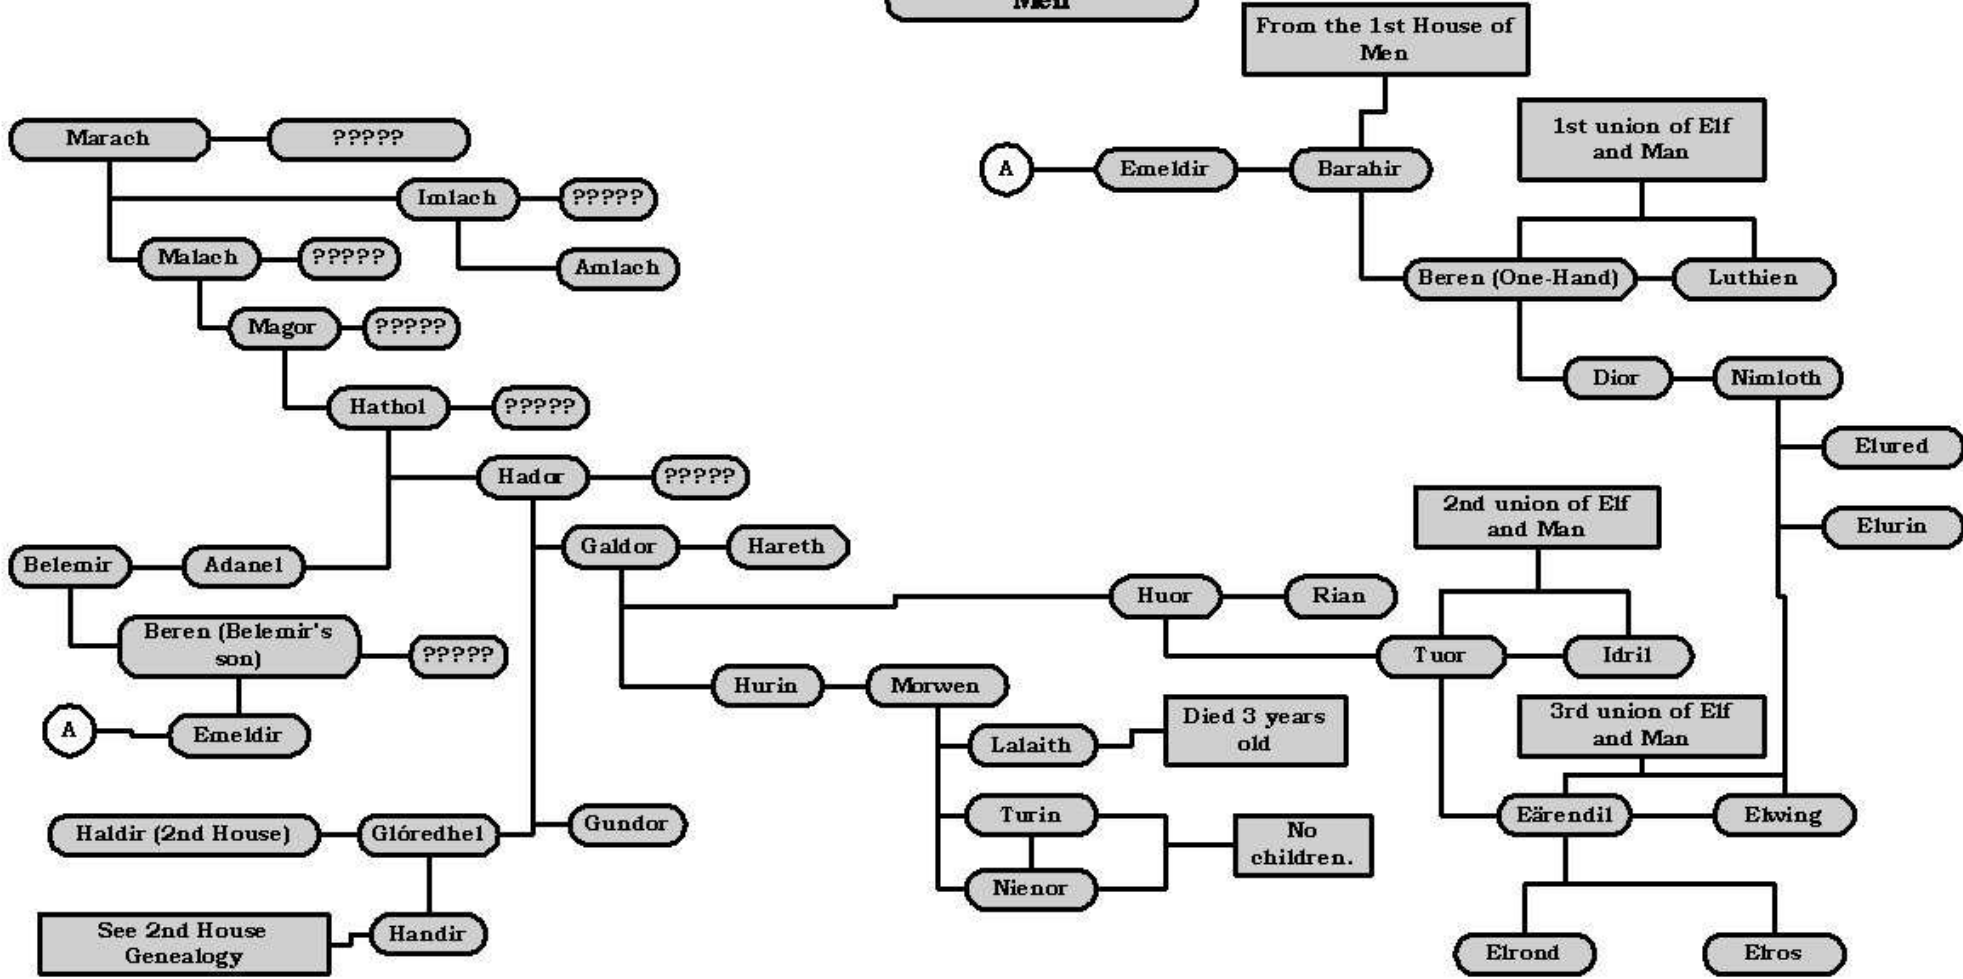 Men
From the 1st House of
Men
Marach
?????
1st union of Elf
and Man
A
Emeldir
Barahir
Imlach
?????
Malach
?????
Amlach
Beren (One-Hand)
Luthien
Magor
?????
Dior
Nimloth
Hathol
?????
Elured
Hador
?????
2nd union of Elf
and Man
Elurin
Galdor
Hareth
Belemir
Adanel
Huor
Rian
Beren (Belemir's
son)
?????
Tuor
Idril
Hurin
Morwen
A
Emeldir
Died 3 years
old
3rd union of Elf
and Man
Lalaith
Haldir (2nd House)
Glóredhel
Gundor
Turin
No
children.
Eärendil
Elwing
Nienor
See 2nd House
Genealogy
Handir
Elrond
Elros